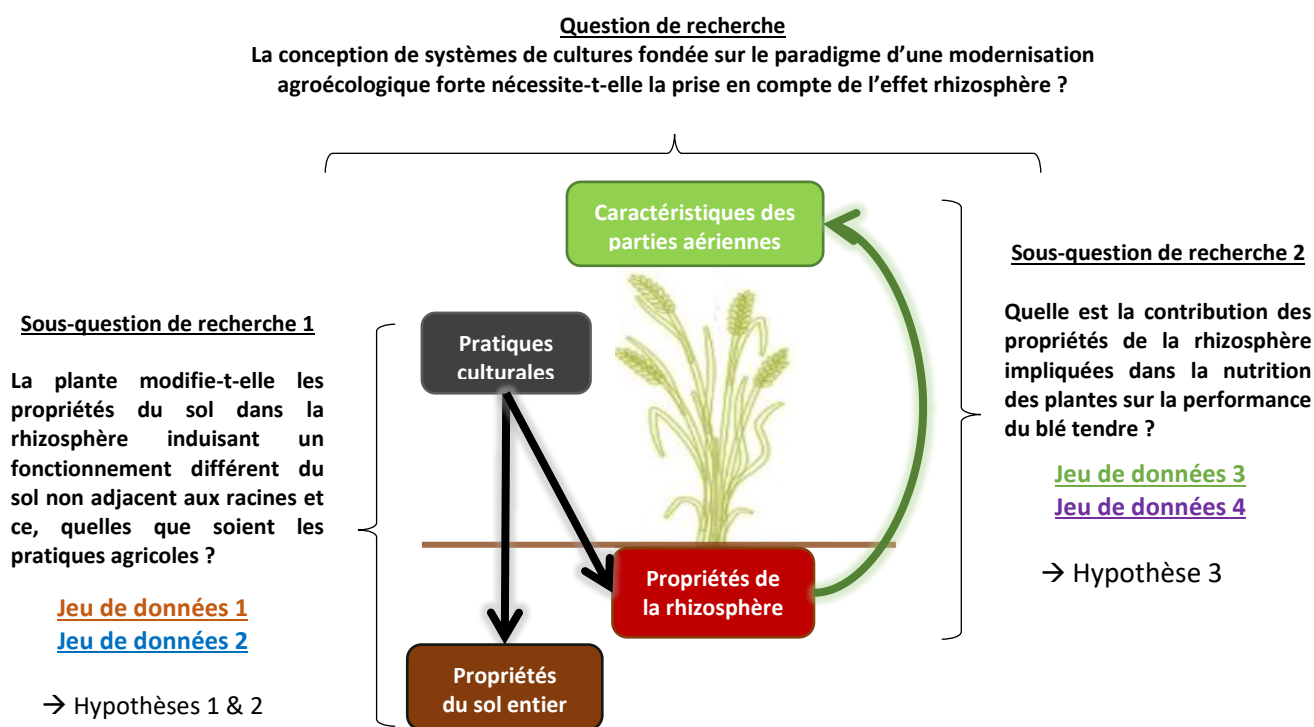 Question de recherche
La conception de systèmes de cultures fondée sur le paradigme d'une modernisation
agroécologique forte nécessite-t-elle la prise en compte de l'effet rhizosphère ?
Sous-question de recherche 1
La plante modifie-t-elle les
propriétés du sol dans la
rhizosphère induisant un
fonctionnement différent du
sol non adjacent aux racines et
ce, quelles que soient les
pratiques agricoles ?
Jeu de données 1
Jeu de données 2
→ Hypothèses 1 & 2
Caractéristiques des
parties aériennes
Pratiques
culturales
Propriétés de
la rhizosphère
Propriétés
du sol entier
Sous-question de recherche 2
Quelle est la contribution des
propriétés de la rhizosphère
impliquées dans la nutrition
des plantes sur la performance
du blé tendre ?
Jeu de données 3
Jeu de données 4
→ Hypothèse 3